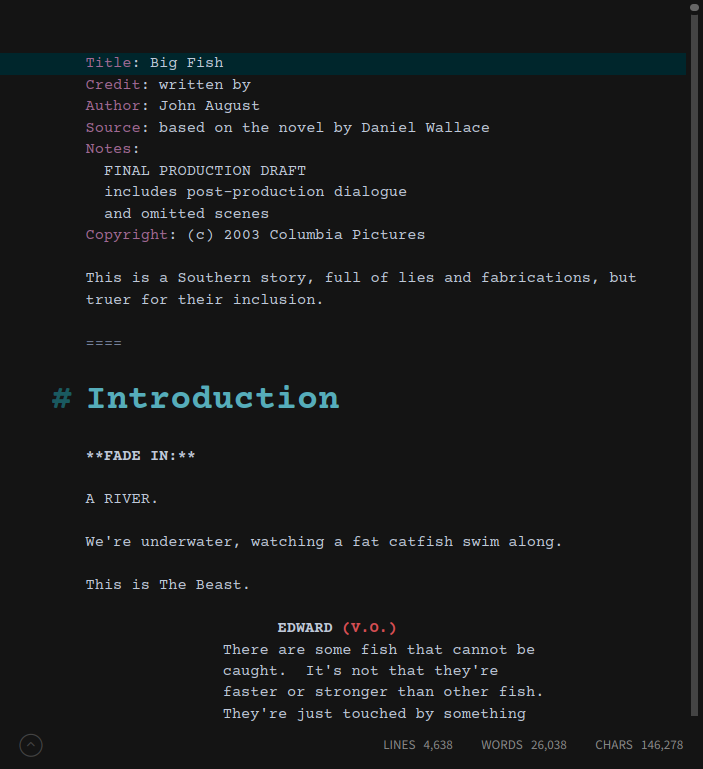 Title: Big Fish
Credit: written by
Author: John August
Source: based on the novel by Daniel Wallace
Notes:
FINAL PRODUCTION DRAFT
includes post-production dialogue
and omitted scenes
Copyright: (c) 2003 Columbia Pictures
This is a Southern story, full of lies and fabrications, but
truer for their inclusion.
====
# Introduction
**FADE IN:**
A RIVER.
We're underwater, watching a fat catfish swim along.
This is The Beast.
EDWARD (V.O.)
There are some fish that cannot be
caught.  It's not that they're
faster or stronger than other fish.
They're just touched by something
LINES 4,638 WORDS 26,038 CHARS 146,278